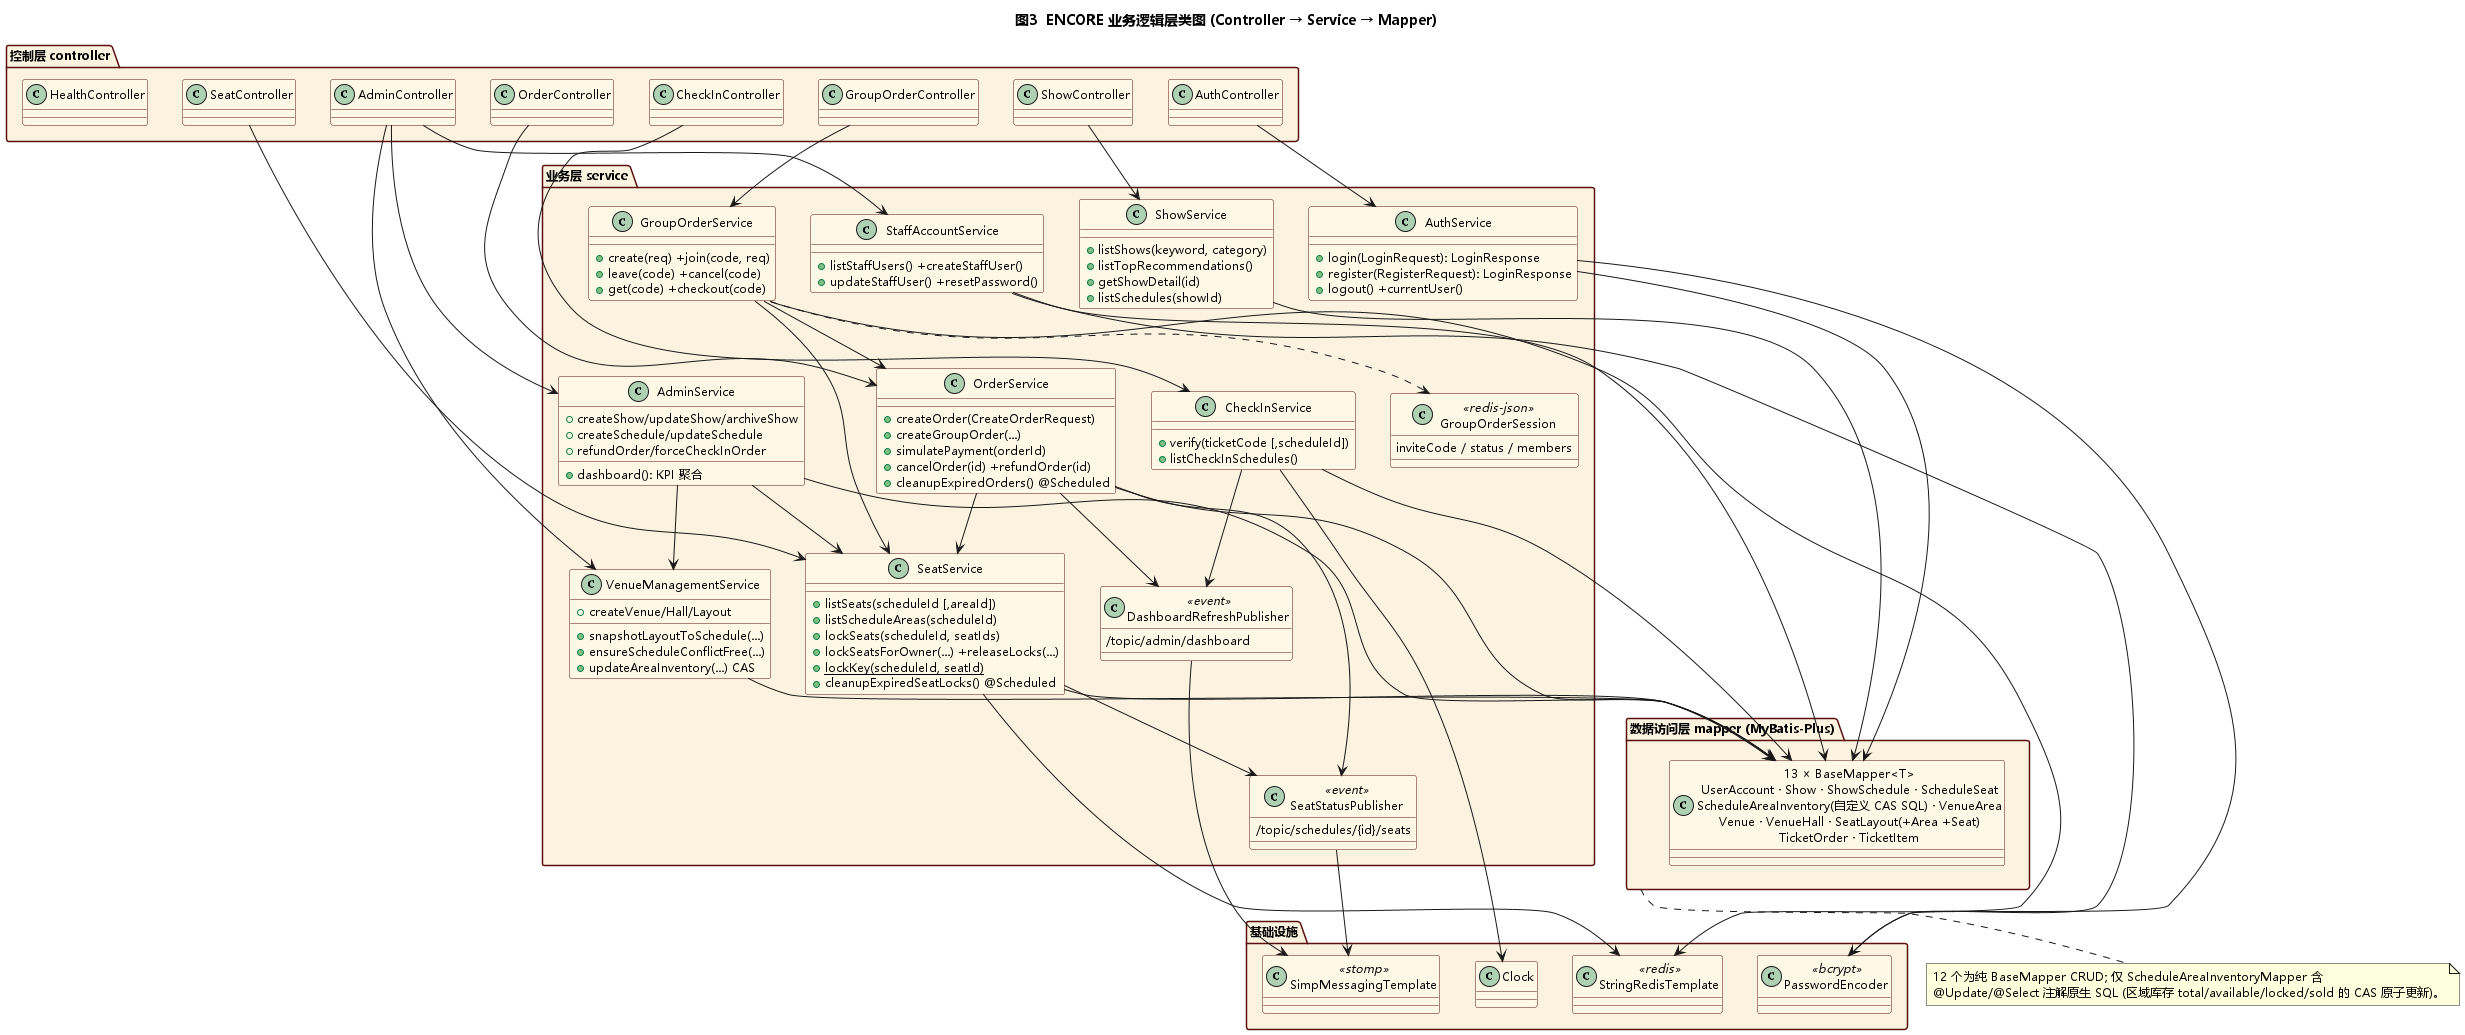 图3 ENCORE 业务逻辑层类图 (Controller → Service → Mapper)
控制层 controller
C HealthController
C SeatController
C AdminController
C OrderController
C CheckInController
C GroupOrderController
C ShowController
C AuthController
业务层 service
C GroupOrderService
create(req) +join(code, req)
leave(code) +cancel(code)
get(code) +checkout(code)
C StaffAccountService
listStaffUsers() +createStaffUser()
updateStaffUser() +resetPassword()
C ShowService
listShows(keyword, category)
listTopRecommendations()
getShowDetail(id)
listSchedules(showId)
C AuthService
login(LoginRequest): LoginResponse
register(RegisterRequest): LoginResponse
logout() +currentUser()
C AdminService
createShow/updateShow/archiveShow
createSchedule/updateSchedule
refundOrder/forceCheckInOrder
dashboard(): KPI 聚合
C OrderService
createOrder(CreateOrderRequest)
createGroupOrder(...)
simulatePayment(orderId)
cancelOrder(id) +refundOrder(id)
cleanupExpiredOrders() @Scheduled
C CheckInService
verify(ticketCode [,scheduleId])
listCheckInSchedules()
C «redis-json»
GroupOrderSession
inviteCode / status / members
C VenueManagementService
createVenue/Hall/Layout
snapshotLayoutToSchedule(...)
ensureScheduleConflictFree(...)
updateAreaInventory(...) CAS
C SeatService
listSeats(scheduleId [,areaId])
listScheduleAreas(scheduleId)
lockSeats(scheduleId, seatIds)
lockSeatsForOwner(...) +releaseLocks(...)
lockKey(scheduleId, seatId)
cleanupExpiredSeatLocks() @Scheduled
C «event»
DashboardRefreshPublisher
/topic/admin/dashboard
C «event»
SeatStatusPublisher
/topic/schedules/{id}/seats
数据访问层 mapper (MyBatis-Plus)
13 × BaseMapper<T>
UserAccount · Show · ShowSchedule · ScheduleSeat
C ScheduleAreaInventory(自定义 CAS SQL) · VenueArea
Venue · VenueHall · SeatLayout(+Area +Seat)
TicketOrder · TicketItem
基础设施
C «stomp»
SimpMessagingTemplate
C Clock
C «redis»
StringRedisTemplate
C «bcrypt»
PasswordEncoder
12 个为纯 BaseMapper CRUD; 仅 ScheduleAreaInventoryMapper 含
@Update/@Select 注解原生 SQL (区域库存 total/available/locked/sold 的 CAS 原子更新)。